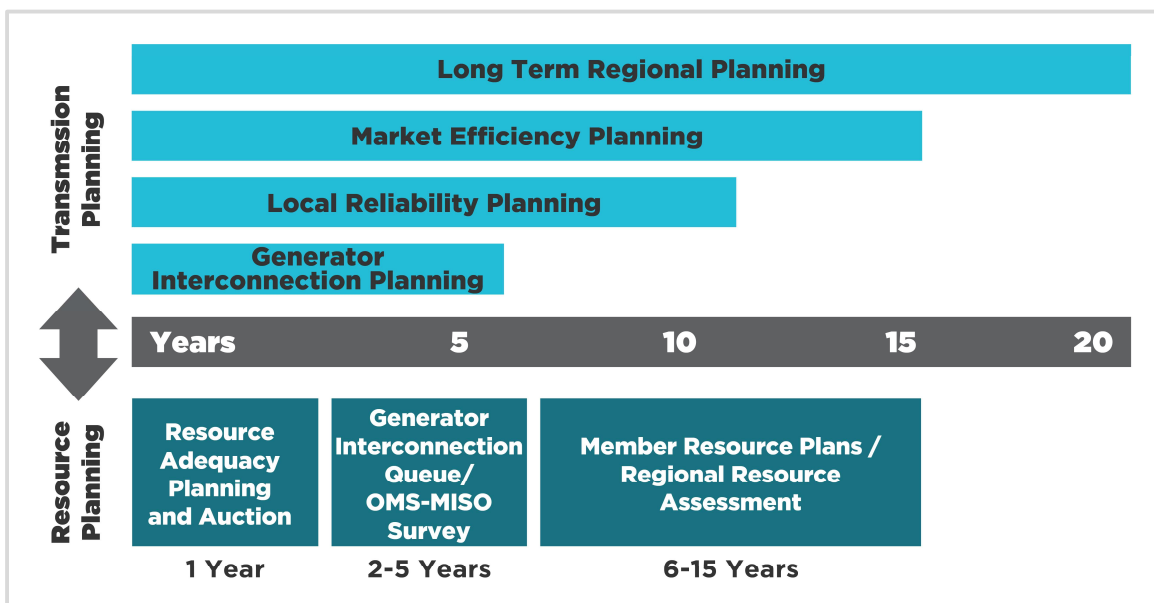 Transmssion
Planning
Long Term Regional Planning
Market Efficiency Planning
Local Reliability Planning
Generator
Interconnection Planning
Years 5 10 15 20
Resource
Planning
Resource
Adequacy
Planning
and Auction
1 Year
Generator
Interconnection
Queue/
OMS-MISO
Survey
2-5 Years
Member Resource Plans /
Regional Resource
Assessment
6-15 Years